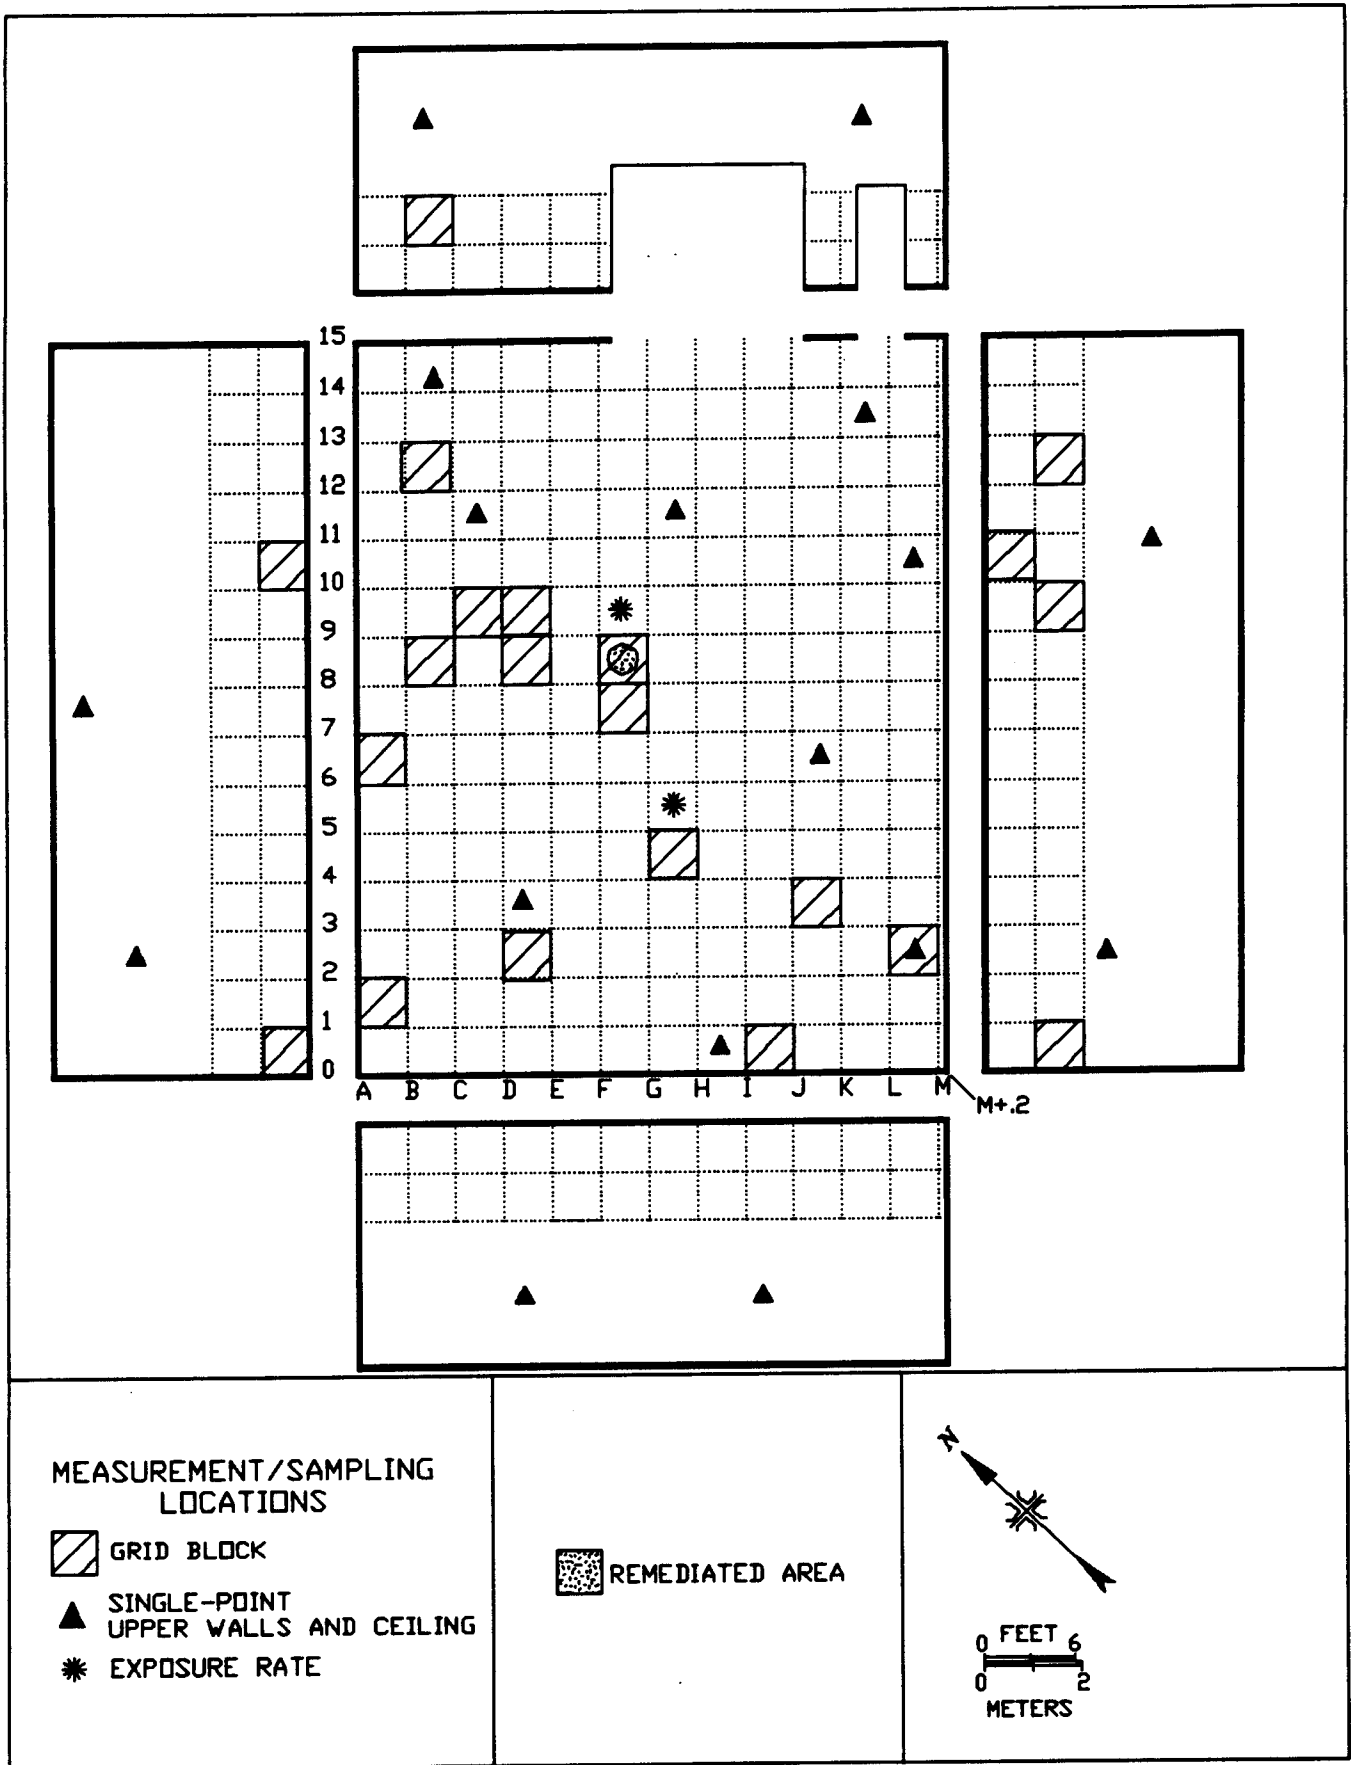 15
14
13
12
11
10
9
8
7
6
5
4
3
2
1
0
A B C D E F G H I J K L M
M+.2
MEASUREMENT/SAMPLING
LOCATIONS
GRID BLOCK
SINGLE-POINT
UPPER WALLS AND CEILING
EXPOSURE RATE
REMEDIATED AREA
N
0 FEET 6
0 2
METERS